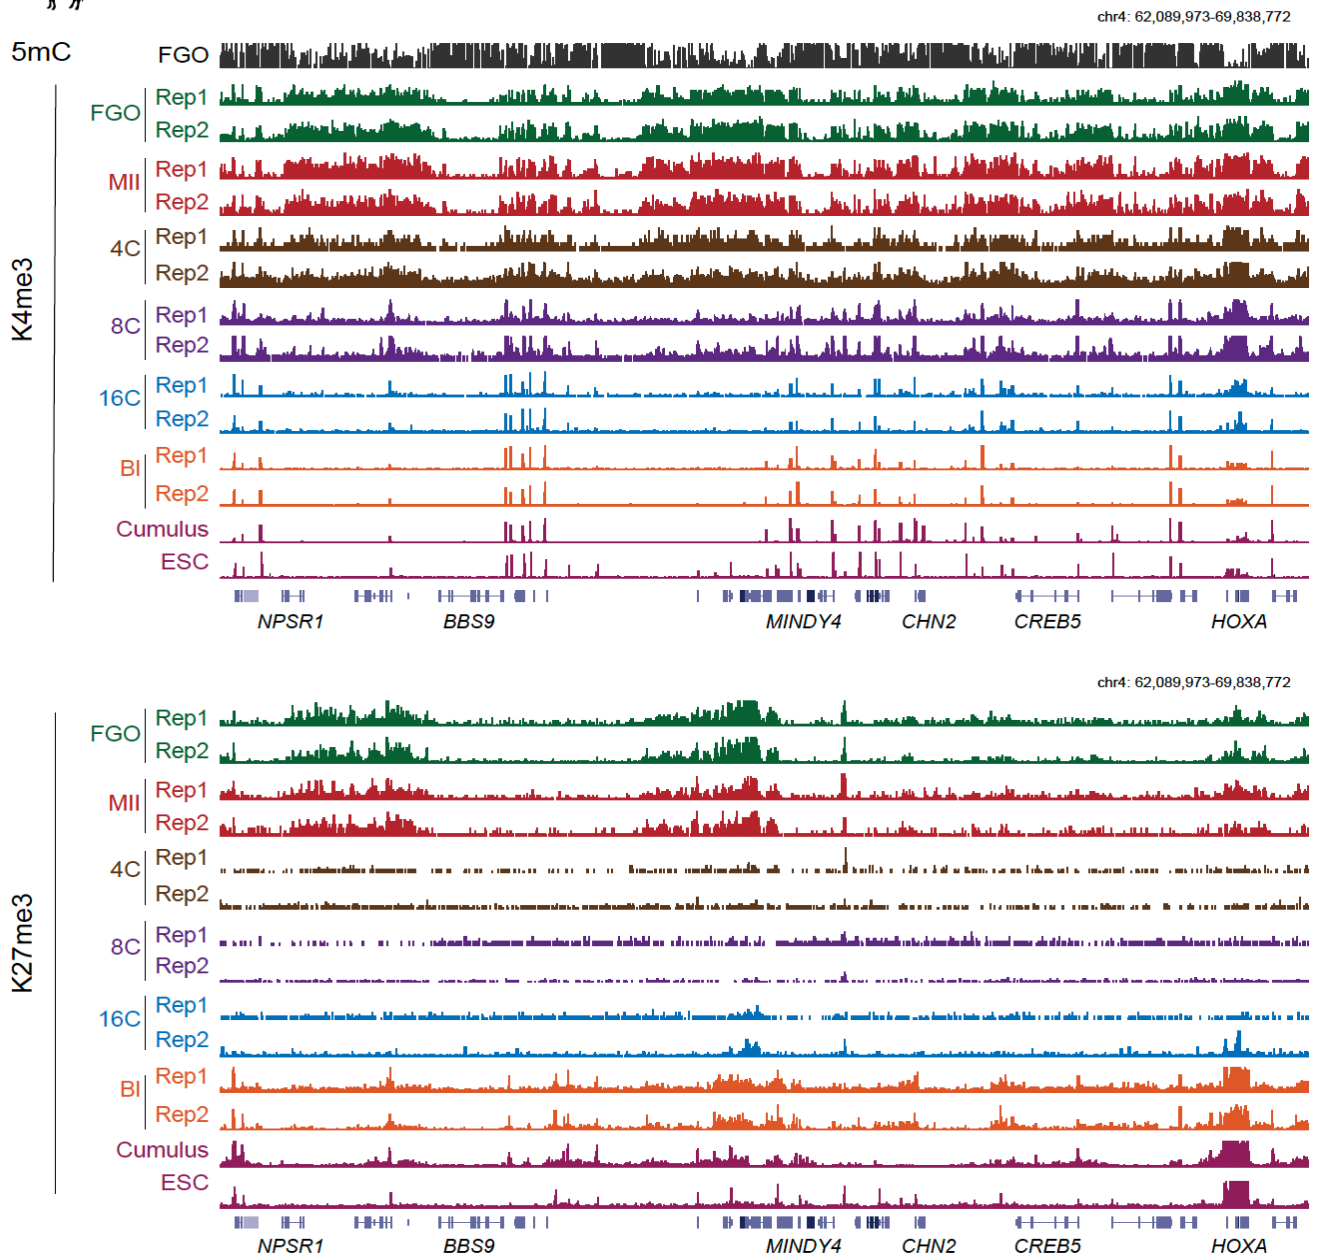 chr4: 62,089,973-69,838,772
5mC FGO
K4me3
FGO Rep1
Rep2
MII Rep1
Rep2
4C Rep1
Rep2
8C Rep1
Rep2
16C Rep1
Rep2
BI Rep1
Rep2
Cumulus
ESC
NPSR1 BBS9 MINDY4 CHN2 CREB5 HOXA
chr4: 62,089,973-69,838,772
K27me3
FGO Rep1
Rep2
MII Rep1
Rep2
4C Rep1
Rep2
8C Rep1
Rep2
16C Rep1
Rep2
BI Rep1
Rep2
Cumulus
ESC
NPSR1 BBS9 MINDY4 CHN2 CREB5 HOXA